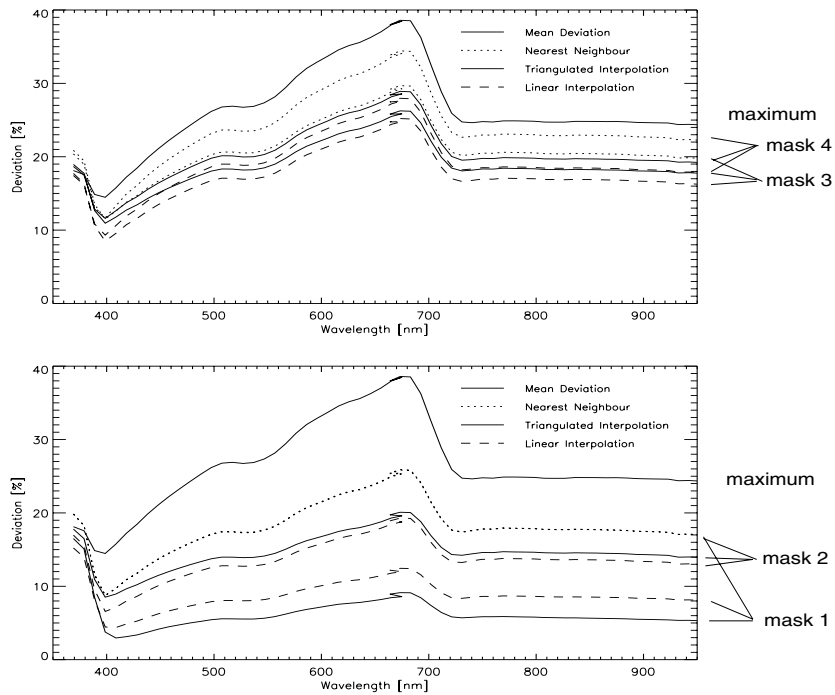 40
30
20
10
0
Deviation [%]
400 500 600 700 800 900
Wavelength [nm]
Mean Deviation
Nearest Neighbour
Triangulated Interpolation
Linear Interpolation
maximum
mask 4
mask 3
40
30
20
10
0
Deviation [%]
400 500 600 700 800 900
Wavelength [nm]
Mean Deviation
Nearest Neighbour
Triangulated Interpolation
Linear Interpolation
maximum
mask 2
mask 1